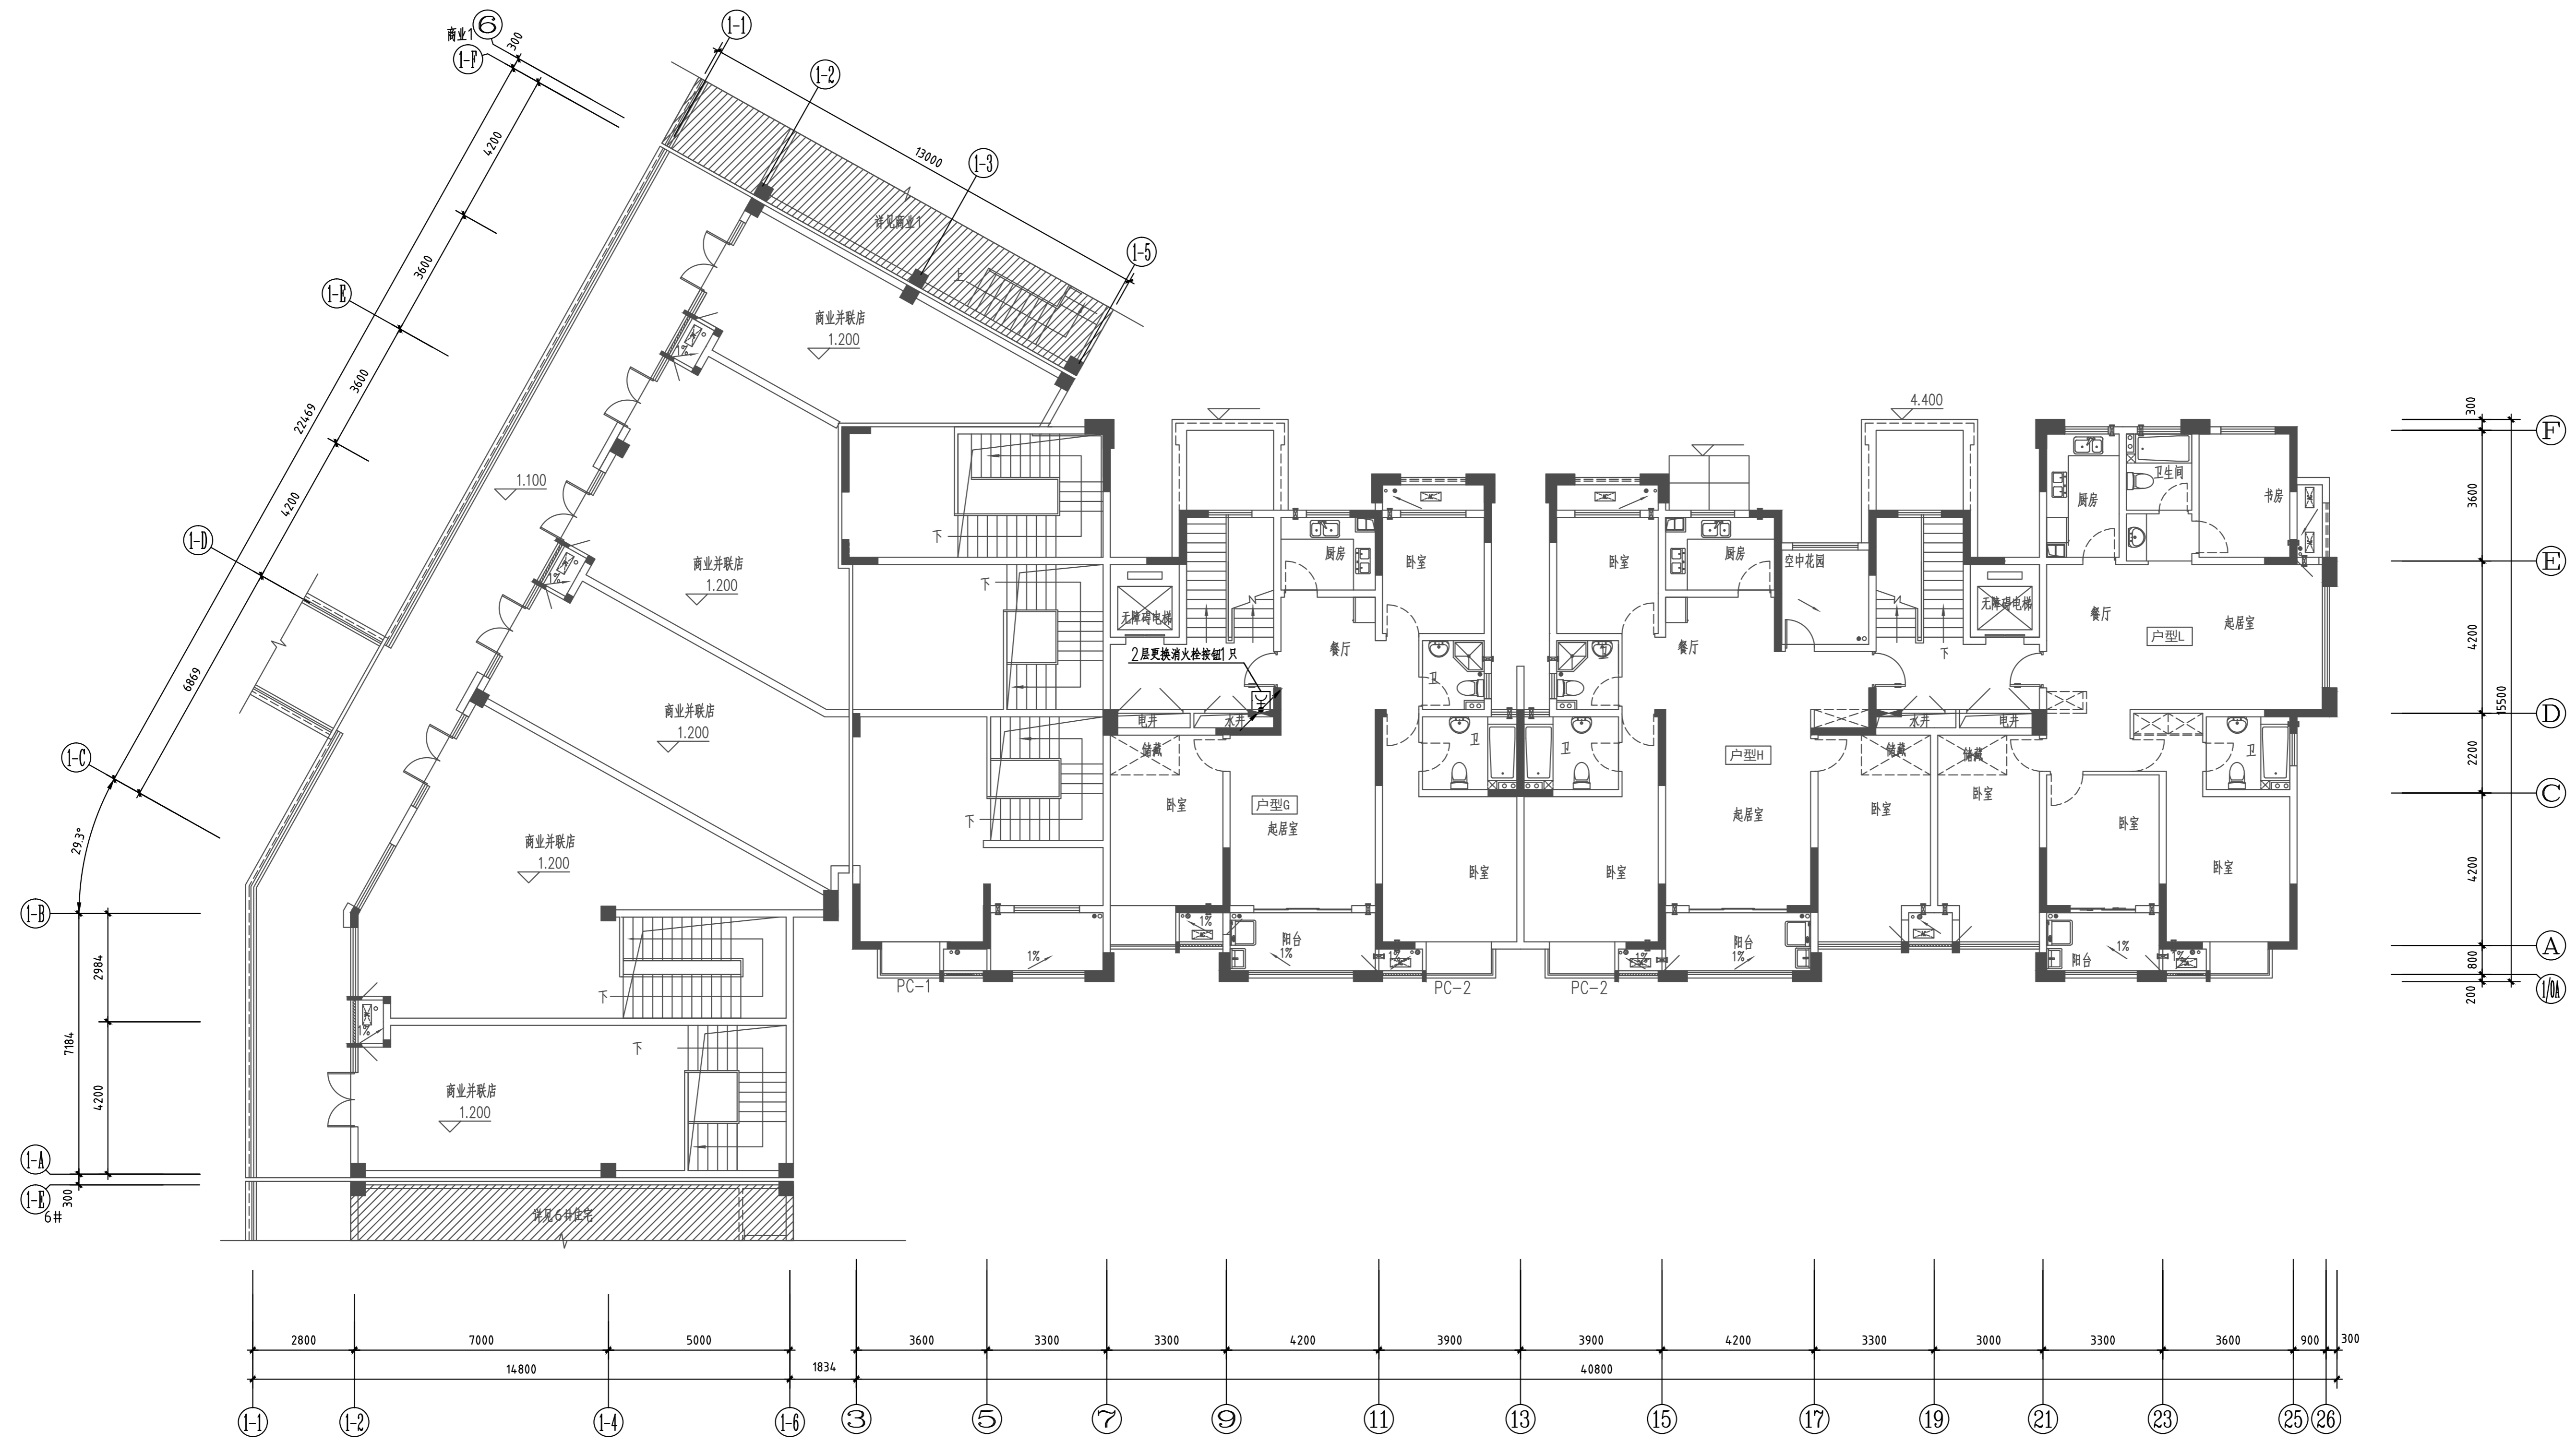 商业1
6
1-F
300
1-1
1-2
4200
13000
1-3
详见商业1
1-5
上
3600
1-E
商业并联店
1.200
3600
22469
4.400
300
F
1.100
4200
下
卫生间
厨房
书房
3600
1-D
商业并联店
1.200
下
厨房
卧室
卧室
厨房
空中花园
E
无障碍电梯
无障碍电梯
餐厅
起居室
户型L
4200
2层更换消火栓按钮1只
餐厅
餐厅
下
卫
卫
6869
15500
商业并联店
1.200
电井
水井
水井
电井
D
1-C
储藏
卫
卫
户型H
储藏
储藏
卫
2200
卧室
户型G
起居室
起居室
卧室
卧室
C
下
29.3°
商业并联店
1.200
卧室
卧室
卧室
卧室
4200
1-B
1%
1%
阳台
1%
1%
阳台
1%
1%
1%
阳台
1%
A
2984
下
PC-1
PC-2
PC-2
800
200
1/0A
1%
7184
下
4200
商业并联店
1.200
1-A
1-E
300
6#
详见6#住宅
2800
7000
5000
3600
3300
3300
4200
3900
3900
4200
3300
3000
3300
3600
900
300
14800
1834
40800
1-1
1-2
1-4
1-6
3
5
7
9
11
13
15
17
19
21
23
25
26